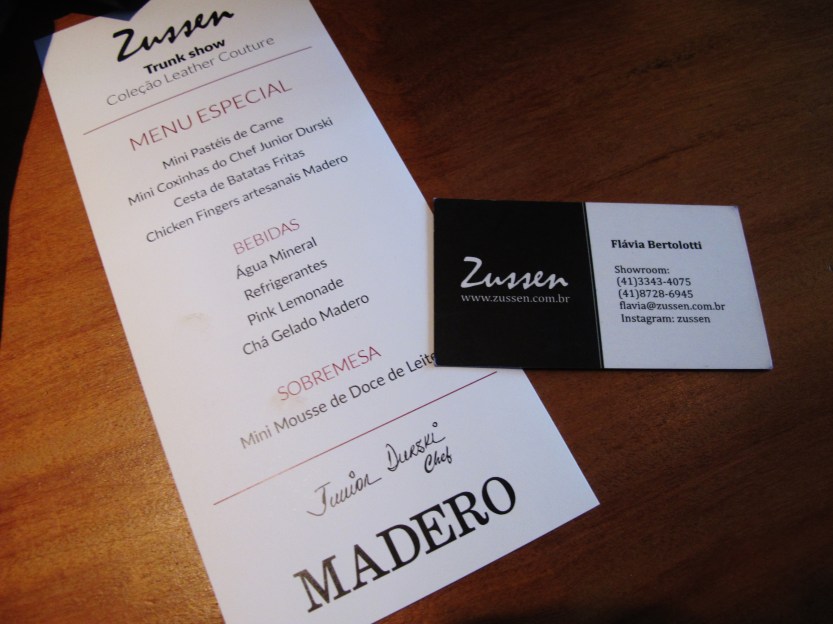 Zussen
Trunk show
Coleção Leather Couture
MENU ESPECIAL
Mini Pastéis de Carne
Mini Coxinhas do Chef Junior Durski
Cesta de Batatas Fritas
Chicken Fingers artesanais Madero
BEBIDAS
Água Mineral
Refrigerantes
Pink Lemonade
Chá Gelado Madero
SOBREMESA
Mini Mousse de Doce de Leite
Junior Durski
Chef
MADERO
Zussen
www.zussen.com.br
Flávia Bertolotti
Showroom:
(41)3343-4075
(41)8728-6945
flavia@zussen.com.br
Instagram: zussen